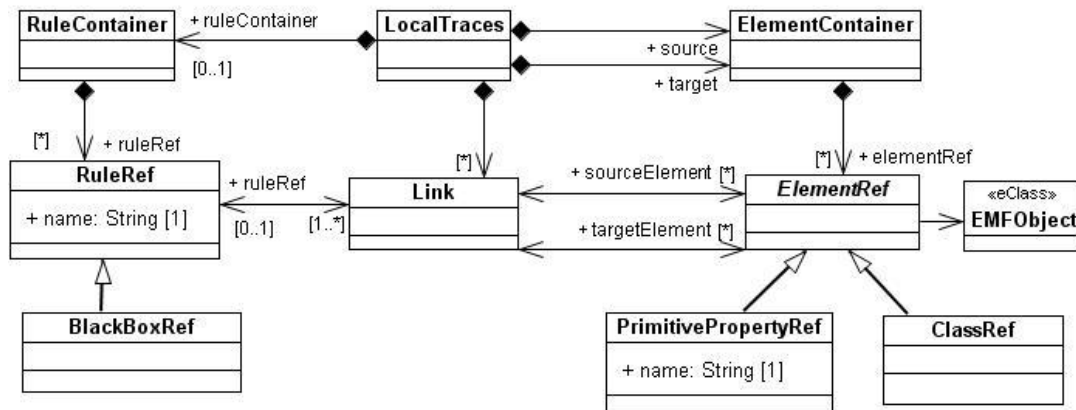 RuleContainer
+ ruleContainer
[0..1]
LocalTraces
+ source
+ target
ElementContainer
[*]
+ ruleRef
[*]
[*]
+ elementRef
RuleRef
+ name: String [1]
+ ruleRef
[0..1]
[1..*]
Link
+ sourceElement [*]
+ targetElement [*]
ElementRef
«eClass»
EMFObject
BlackBoxRef
PrimitivePropertyRef
+ name: String [1]
ClassRef